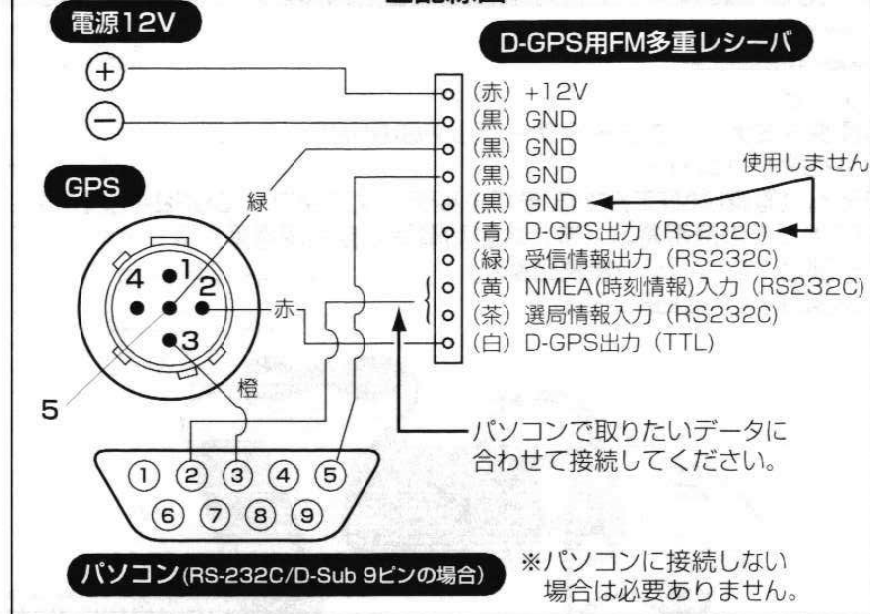 電源12V
D-GPS用FM多重レシーバ
+
−
(赤) +12V
(黒) GND
(黒) GND
(黒) GND
(黒) GND
(青) D-GPS出力 (RS232C)
(緑) 受信情報出力 (RS232C)
(黄) NMEA(時刻情報)入力 (RS232C)
(茶) 選局情報入力 (RS232C)
(白) D-GPS出力 (TTL)
使用しません
GPS
緑
1
4
2
赤
3
橙
5
パソコンで取りたいデータに
合わせて接続してください。
1 2 3 4 5
6 7 8 9
パソコン(RS-232C/D-Sub 9ピンの場合)
※パソコンに接続しない
場合は必要ありません。